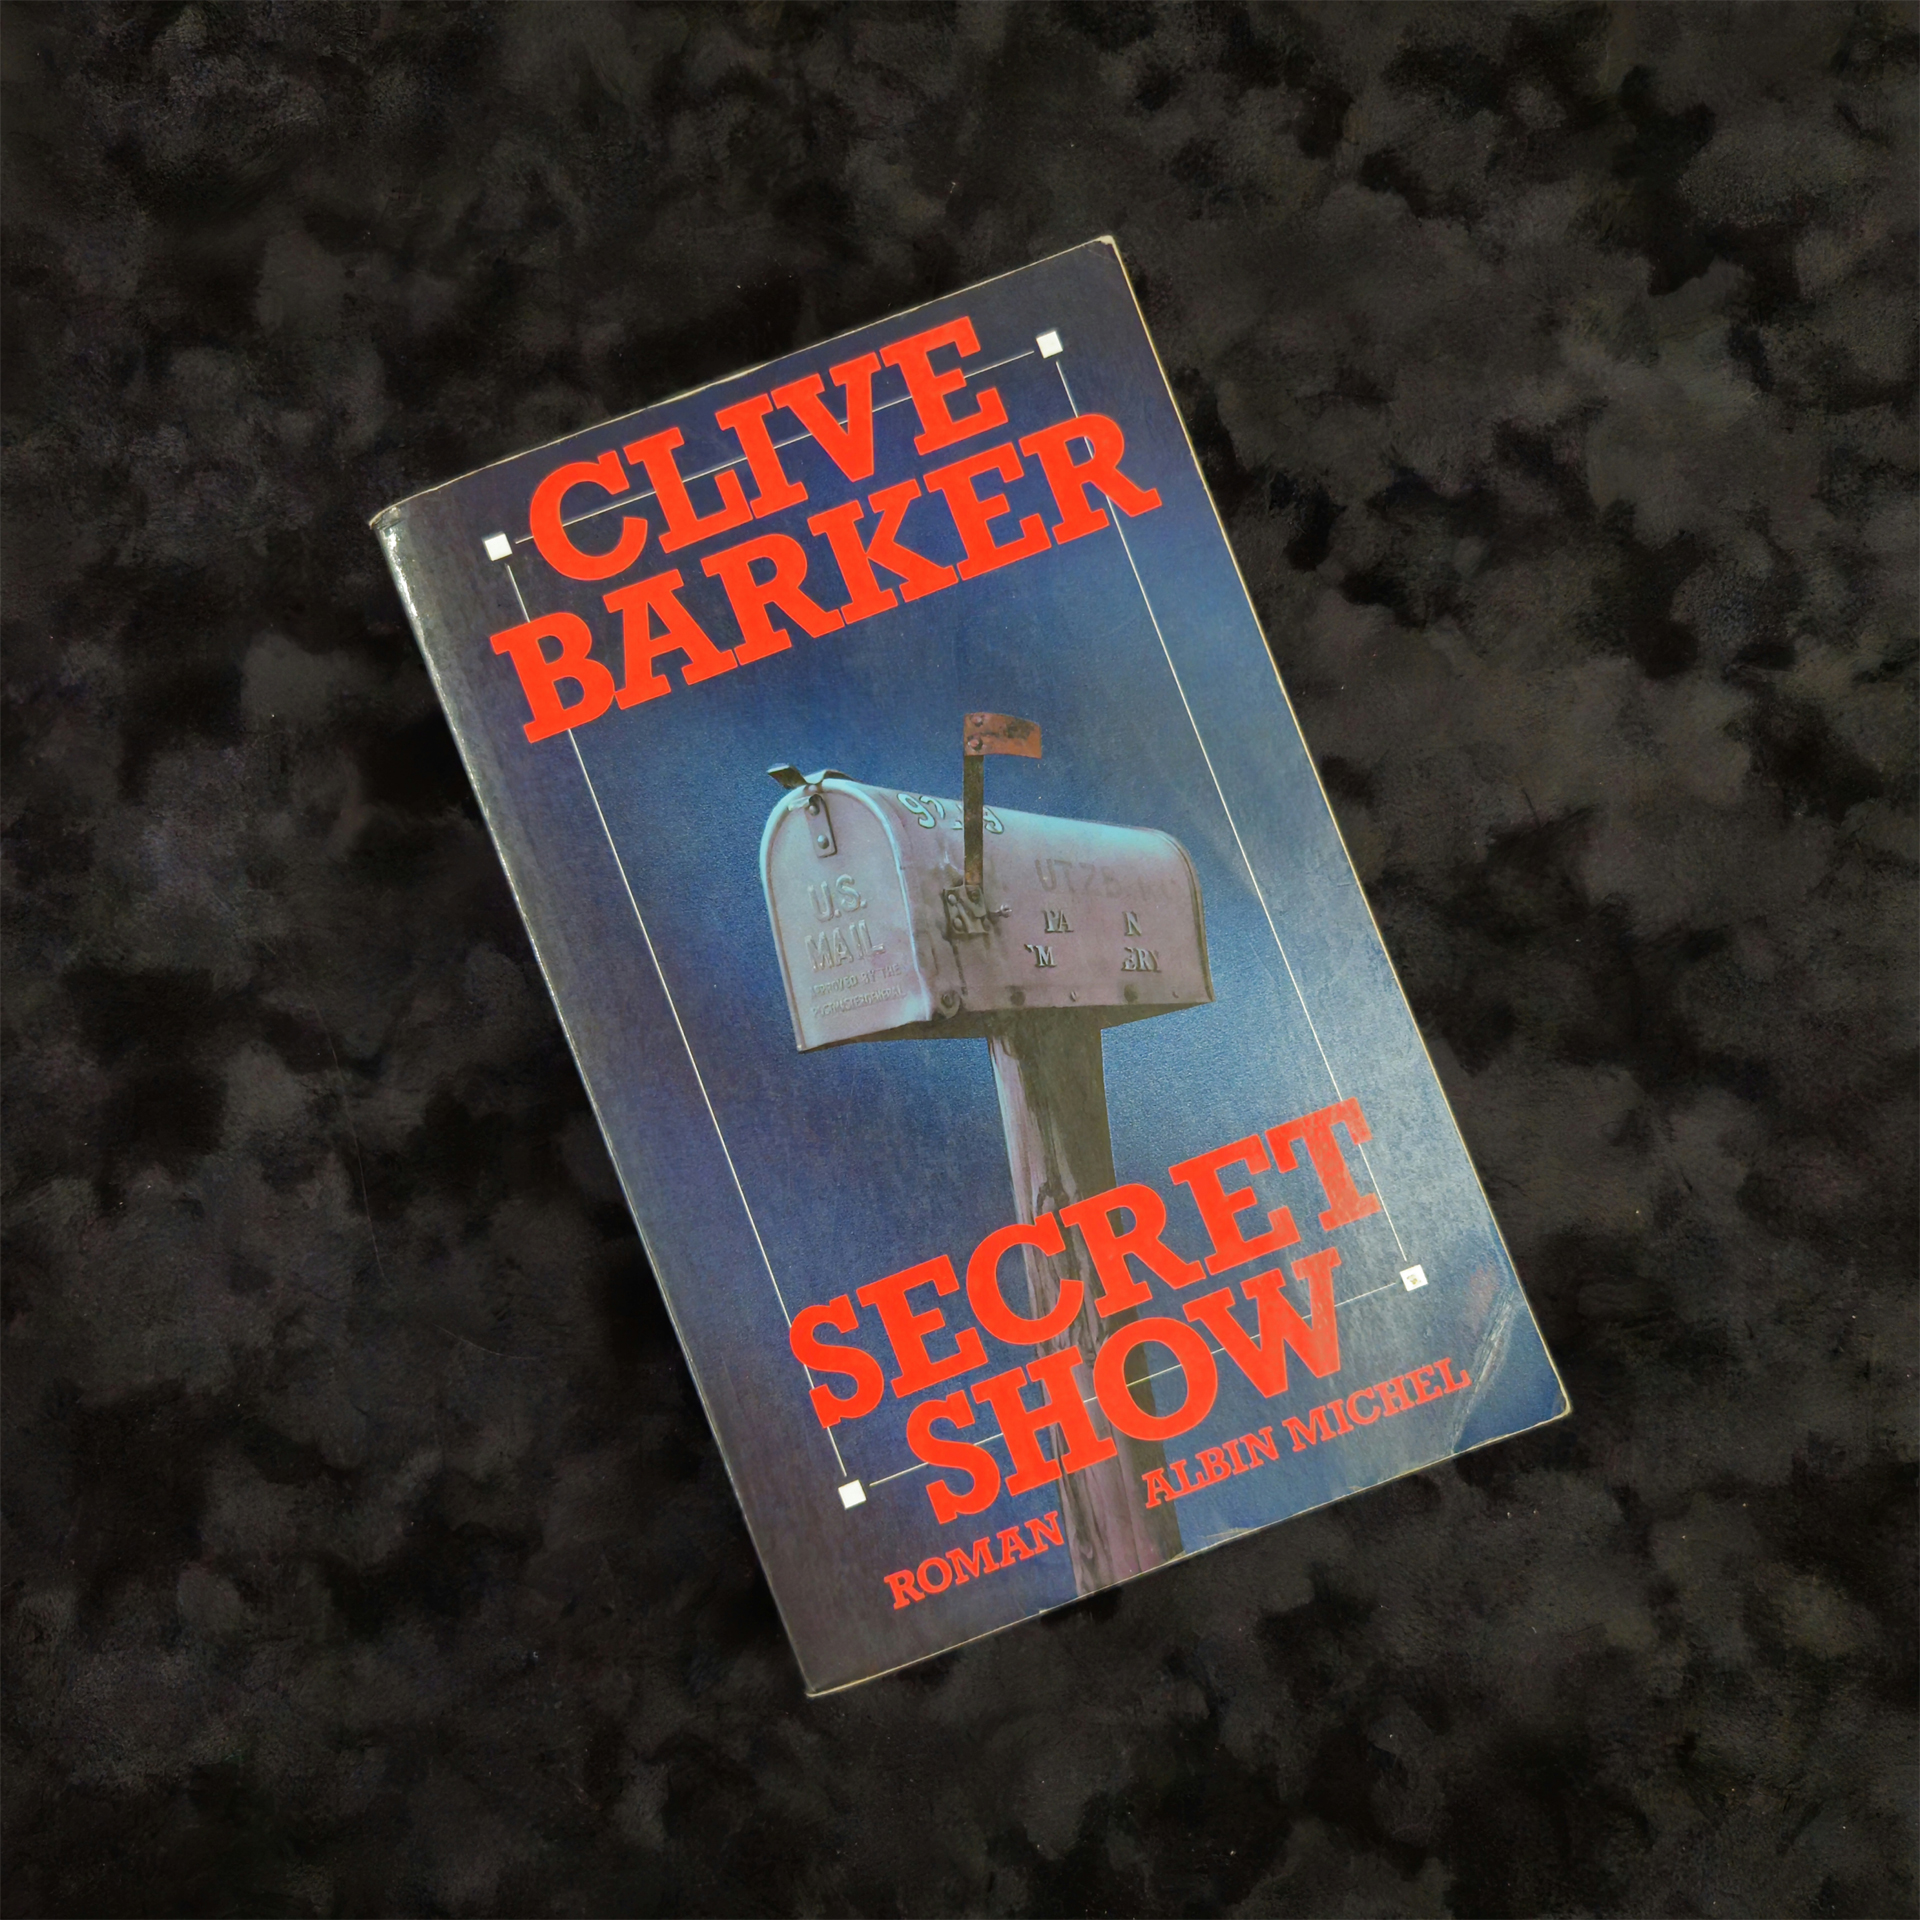 CLIVE
BARKER
U.S.
MAIL
SECRET
SHOW
ROMAN
ALBIN MICHEL